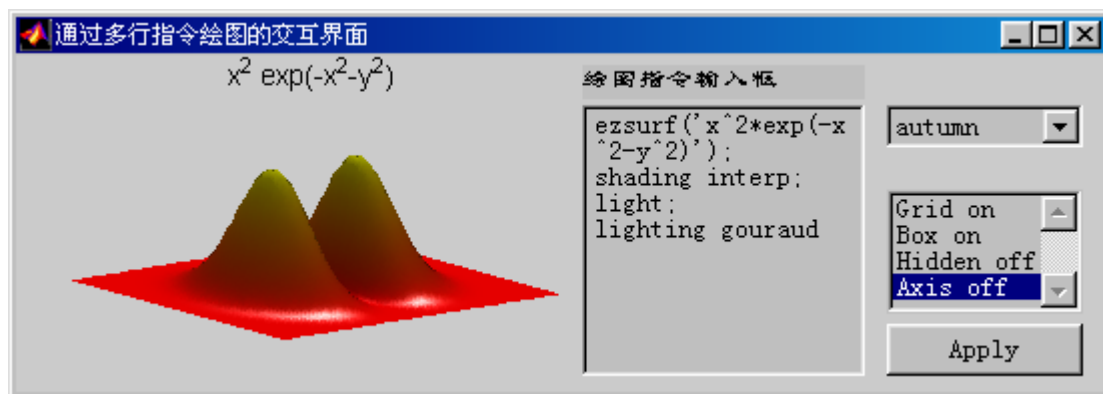 通过多行指令绘图的交互界面
x² exp(-x²-y²)
绘图指令输入框
ezsurf('x^2*exp(-x
^2-y^2)');
shading interp;
light;
lighting gouraud
autumn
Grid on
Box on
Hidden off
Axis off
Apply